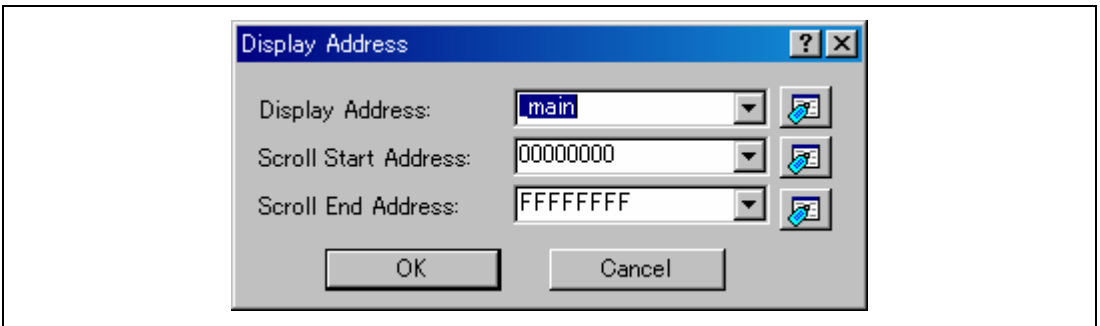 Display Address
Display Address: _main
Scroll Start Address: 00000000
Scroll End Address: FFFFFFFF
OK Cancel